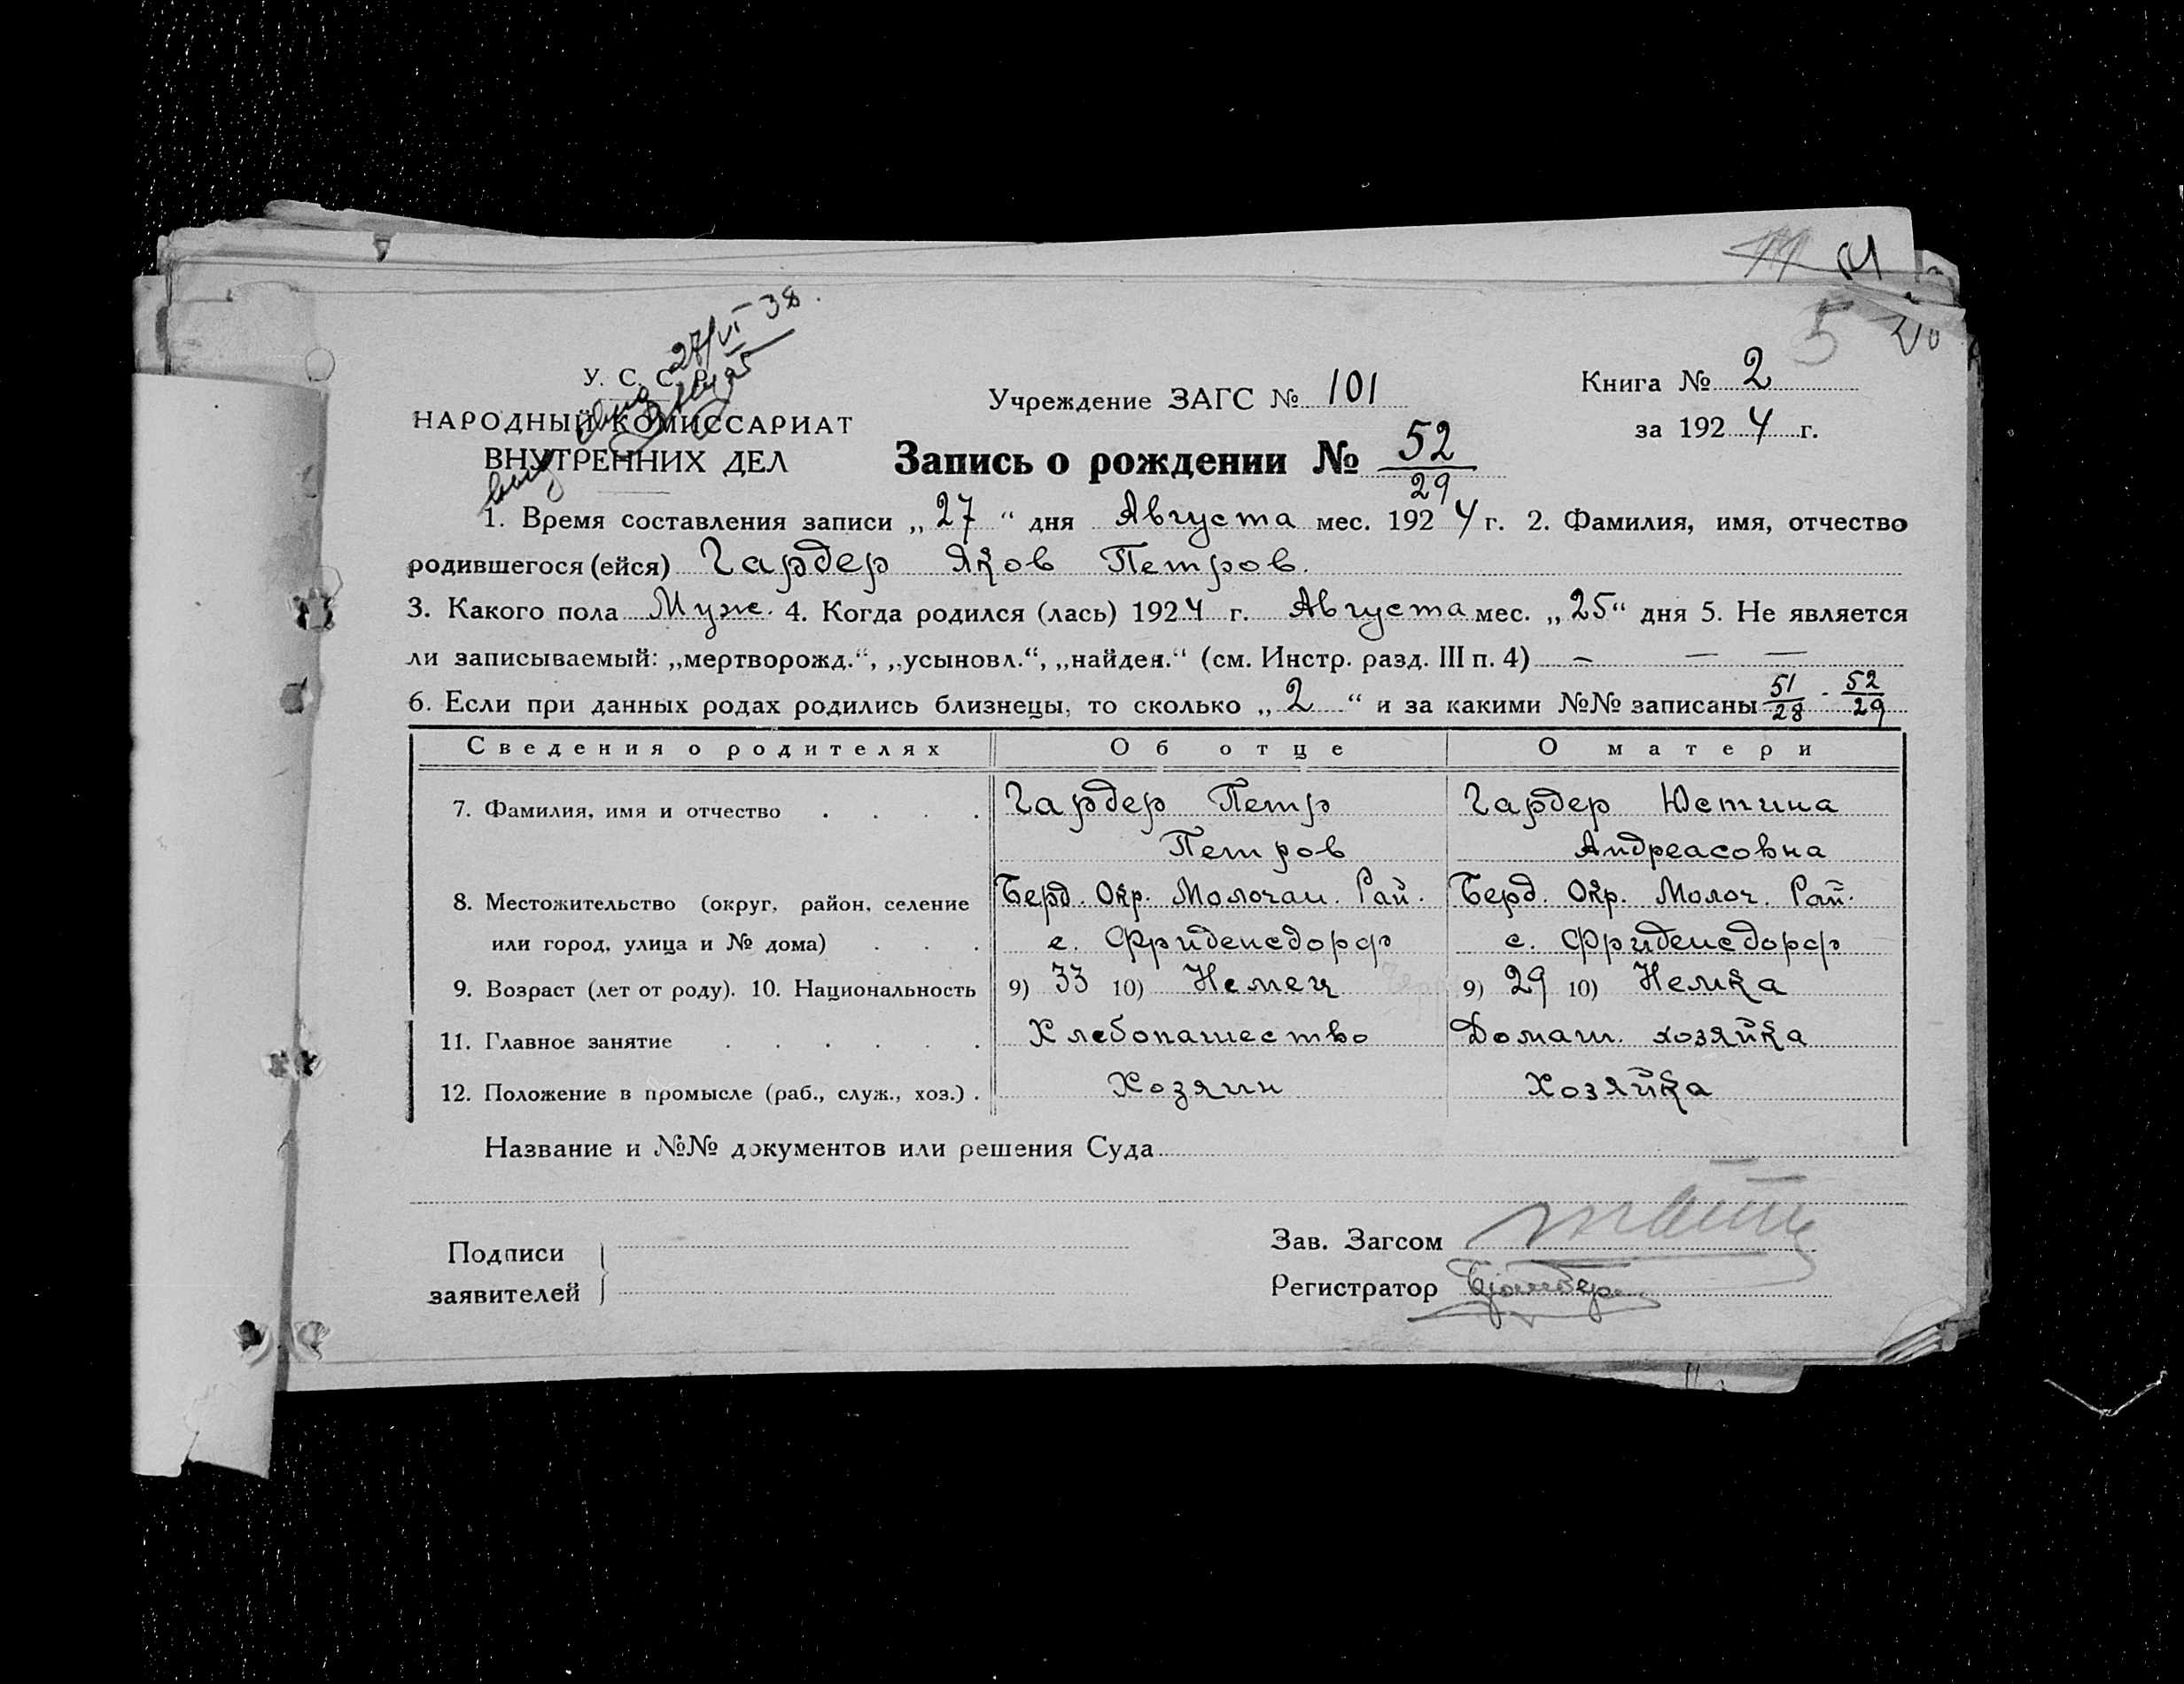 5
27/VI 38.
У. С. С. Р.
НАРОДНЫЙ КОМИССАРИАТ
ВНУТРЕННИХ ДЕЛ
Учреждение ЗАГС № 101
Книга № 2
за 1924 г.
Запись о рождении № 52/29
1. Время составления записи „27“ дня Августа мес. 1924 г. 2. Фамилия, имя, отчество
родившегося (ейся) Гардер Яков Петров.
3. Какого пола Муж. 4. Когда родился (лась) 1924 г. Августа мес. „25“ дня 5. Не является
ли записываемый: „мертворожд.“, „усыновл.“, „найден.“ (см. Инстр. разд. III п. 4) — — —
6. Если при данных родах родились близнецы, то сколько „2“ и за какими №№ записаны 51/28 - 52/29
Сведения о родителях Об отце О матери
7. Фамилия, имя и отчество . . . . Гардер Петр Гардер Юстина
Петров Андреасовна
8. Местожительство (округ, район, селение Берд. Окр. Молочан. Рай. Берд. Окр. Молоч. Рай.
или город, улица и № дома) . . . с. Фриденсдорф с. Фриденсдорф
9. Возраст (лет от роду). 10. Национальность 9) 33 10) Немец 9) 29 10) Немка
11. Главное занятие . . . . . . Хлебопашество Домаш. хозяйка
12. Положение в промысле (раб., служ., хоз.) . Хозяин Хозяйка
Название и №№ документов или решения Суда
Подписи
заявителей
Зав. Загсом
Регистратор